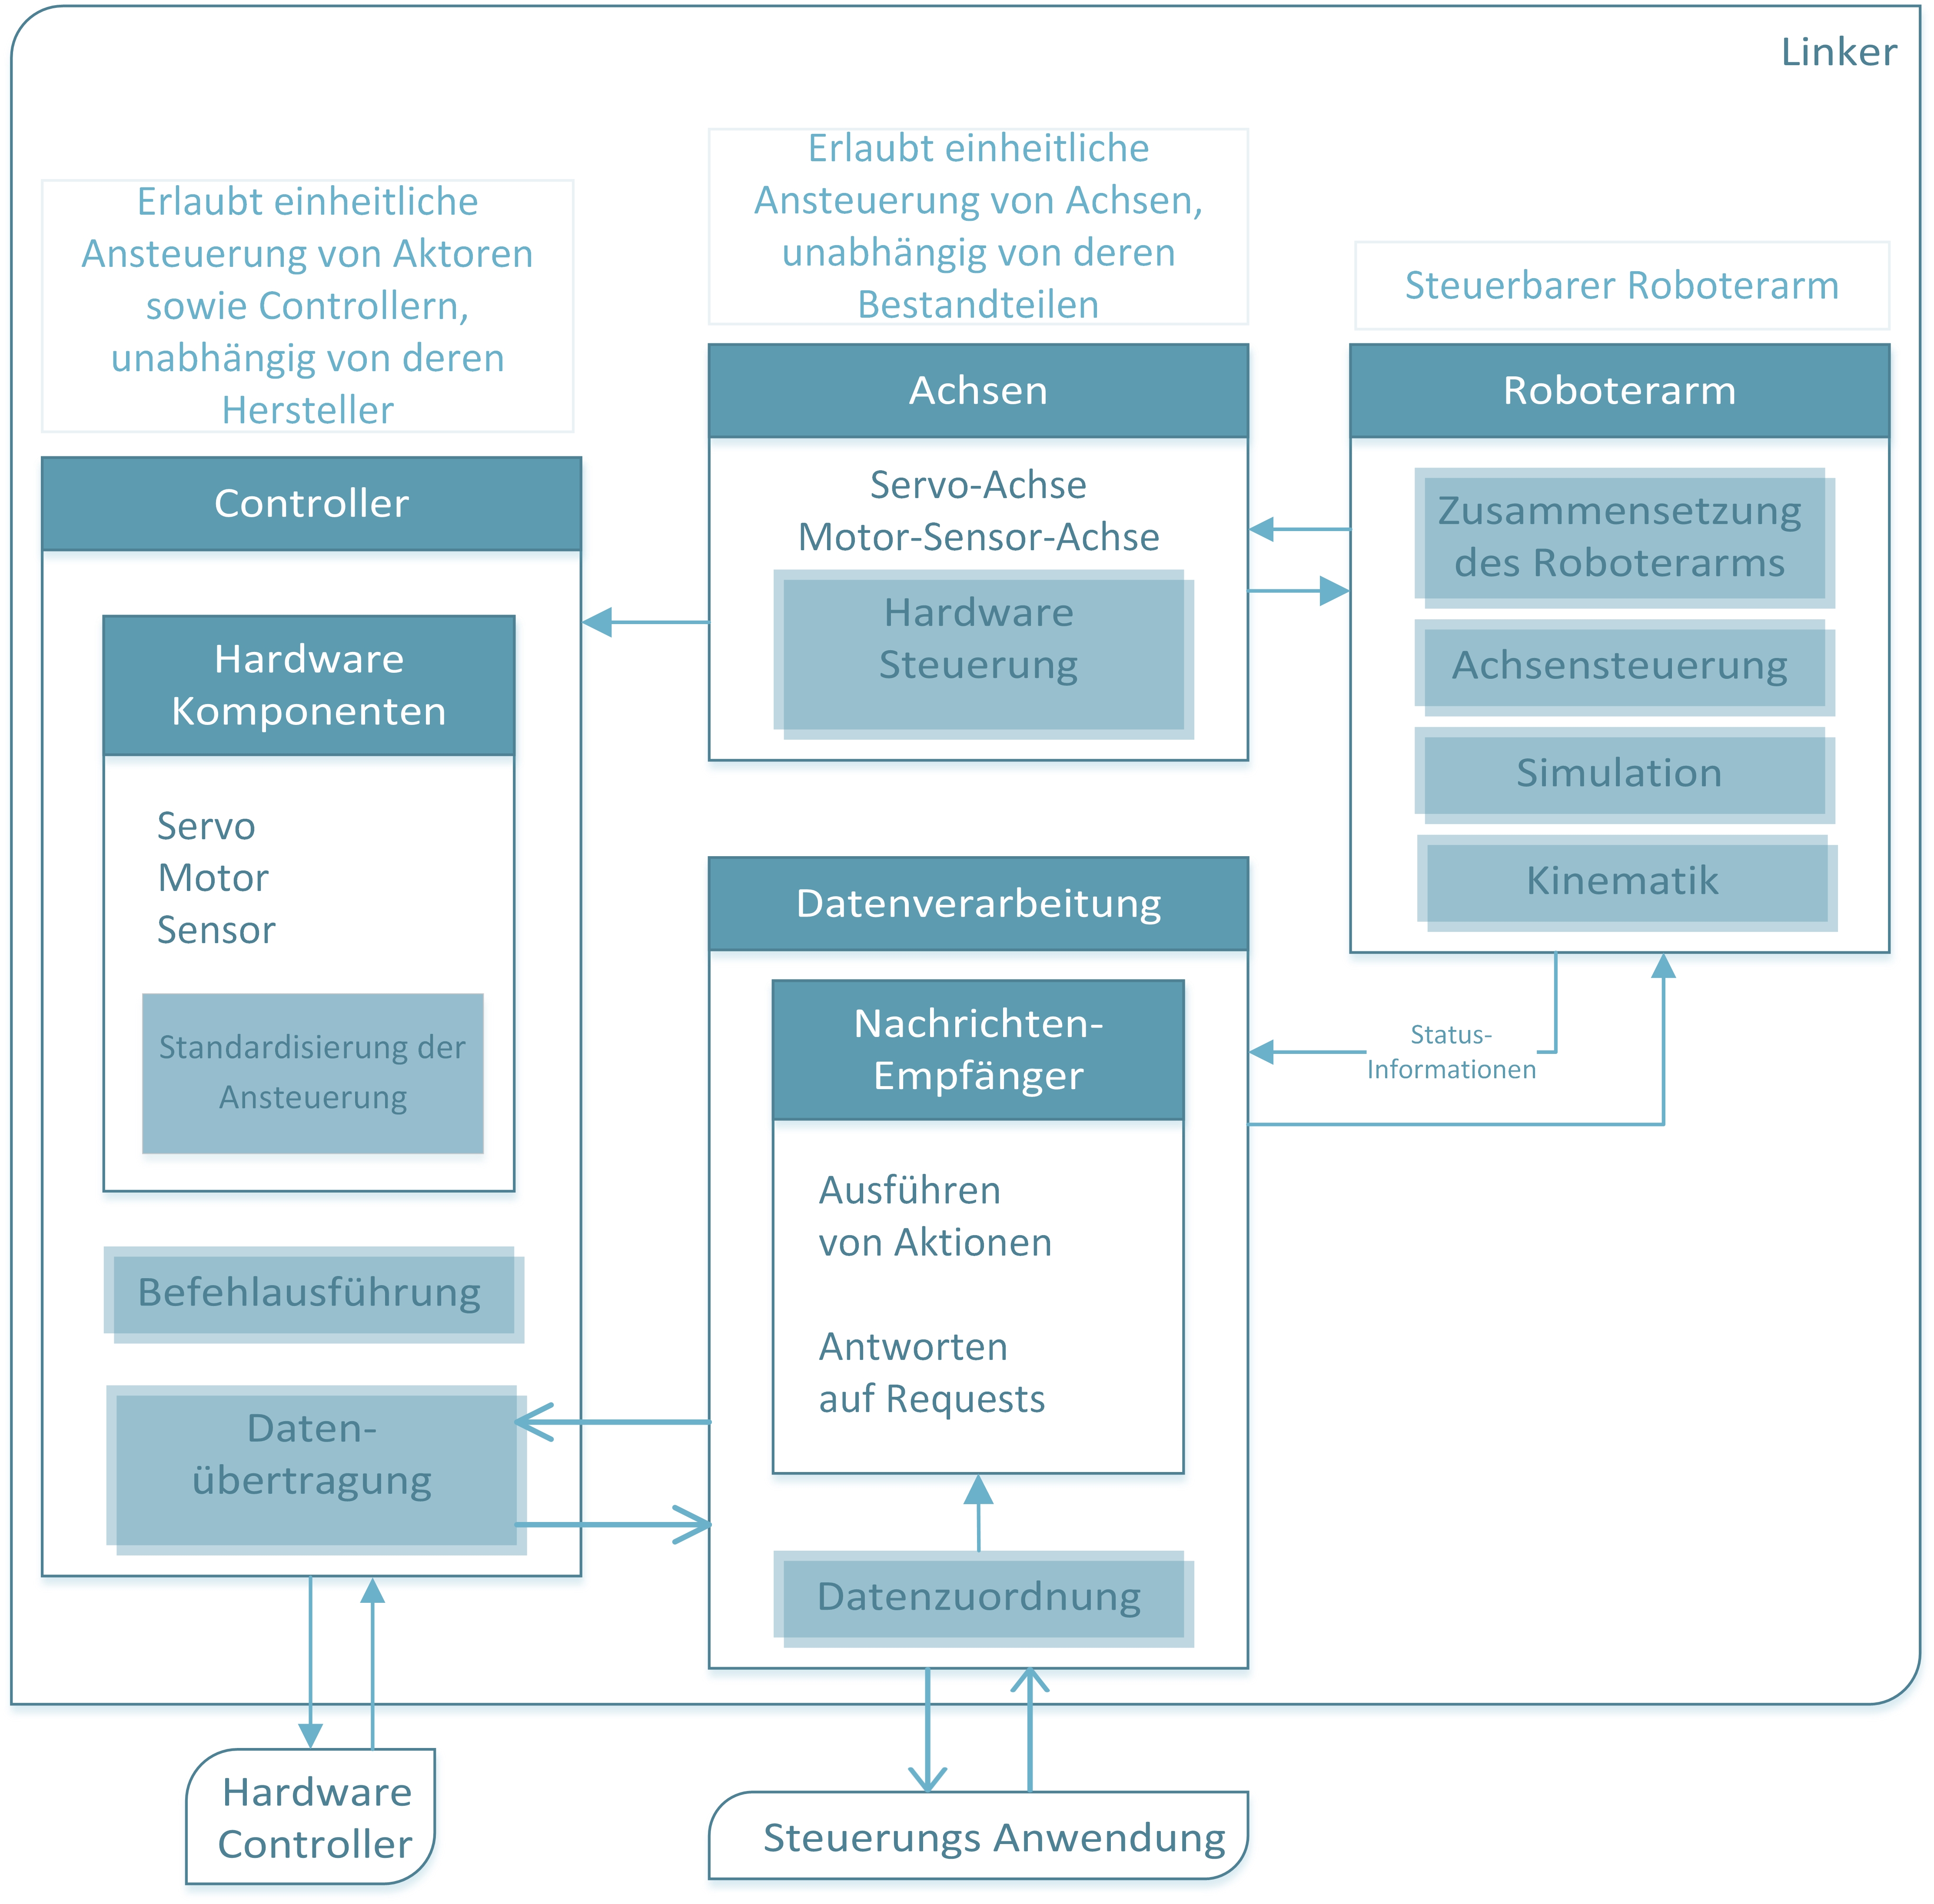 Linker
Erlaubt einheitliche
Ansteuerung von Aktoren
sowie Controllern,
unabhängig von deren
Hersteller
Controller
Hardware
Komponenten
Servo
Motor
Sensor
Standardisierung der
Ansteuerung
Befehlausführung
Daten-
übertragung
Erlaubt einheitliche
Ansteuerung von Achsen,
unabhängig von deren
Bestandteilen
Achsen
Servo-Achse
Motor-Sensor-Achse
Hardware
Steuerung
Steuerbarer Roboterarm
Roboterarm
Zusammensetzung
des Roboterarms
Achsensteuerung
Simulation
Kinematik
Status-
Informationen
Datenverarbeitung
Nachrichten-
Empfänger
Ausführen
von Aktionen
Antworten
auf Requests
Datenzuordnung
Hardware
Controller
Steuerungs Anwendung